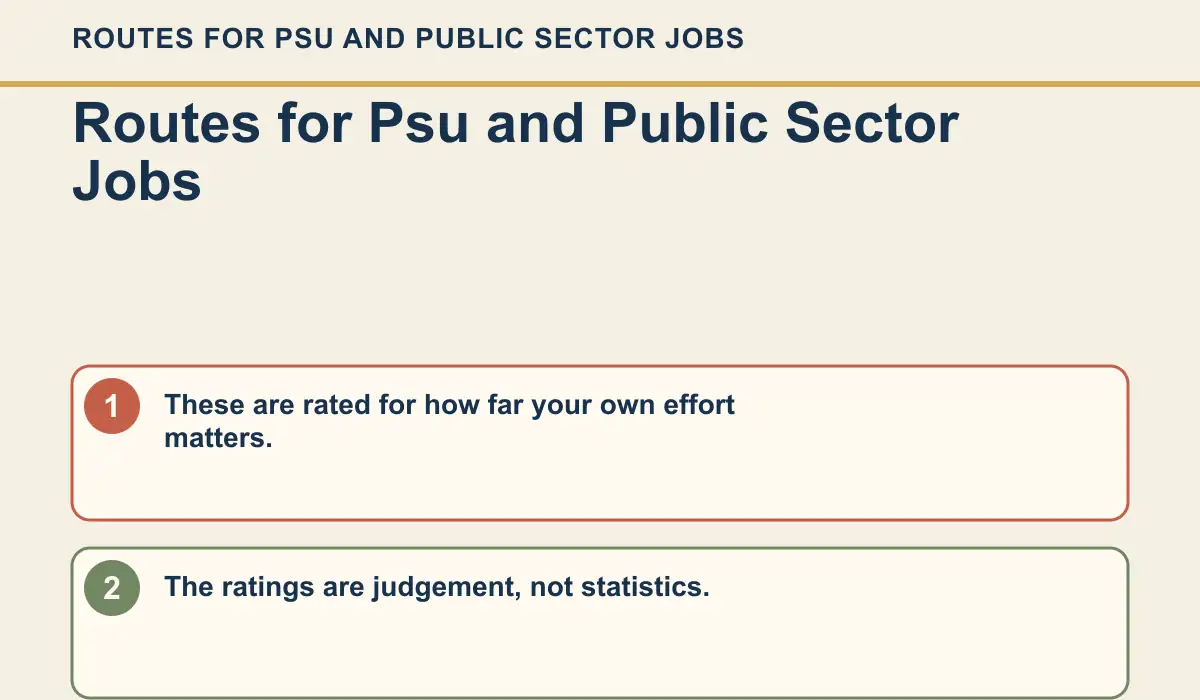 ROUTES FOR PSU AND PUBLIC SECTOR JOBS
Routes for Psu and Public Sector
Jobs
1
These are rated for how far your own effort
matters.
2
The ratings are judgement, not statistics.